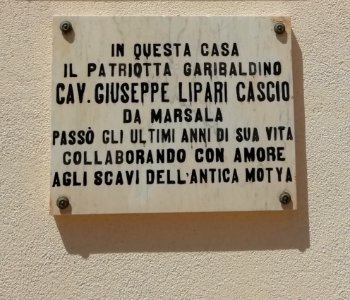 IN QUESTA CASA
IL PATRIOTTA GARIBALDINO
CAV. GIUSEPPE LIPARI CASCIO
DA MARSALA
PASSÒ GLI ULTIMI ANNI DI SUA VITA
COLLABORANDO CON AMORE
AGLI SCAVI DELL'ANTICA MOTYA